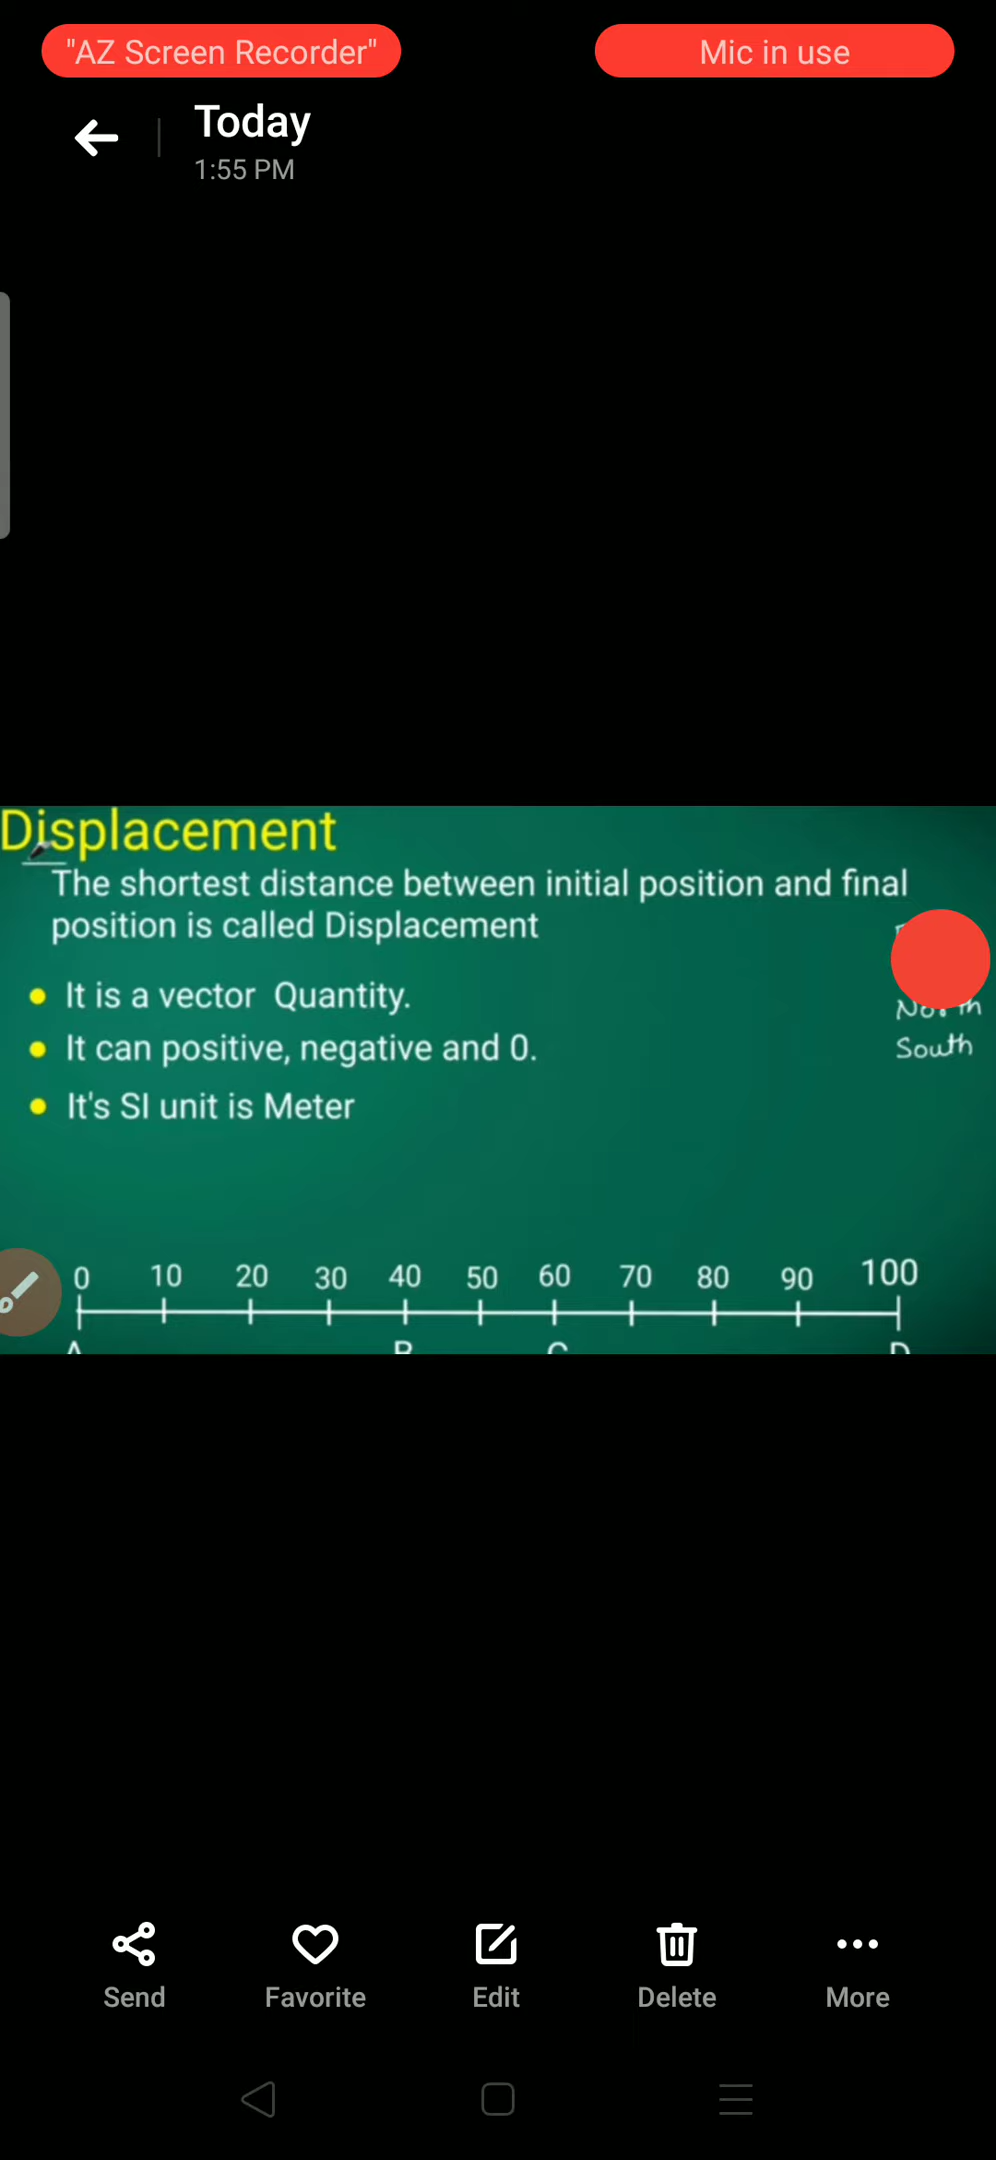 "AZ Screen Recorder" Mic in use
Today
1:55 PM
Displacement
The shortest distance between initial position and final
position is called Displacement
It is a vector Quantity.
North
It can positive, negative and 0.
South
It's SI unit is Meter
0 10 20 30 40 50 60 70 80 90 100
A B C D
Send Favorite Edit Delete More